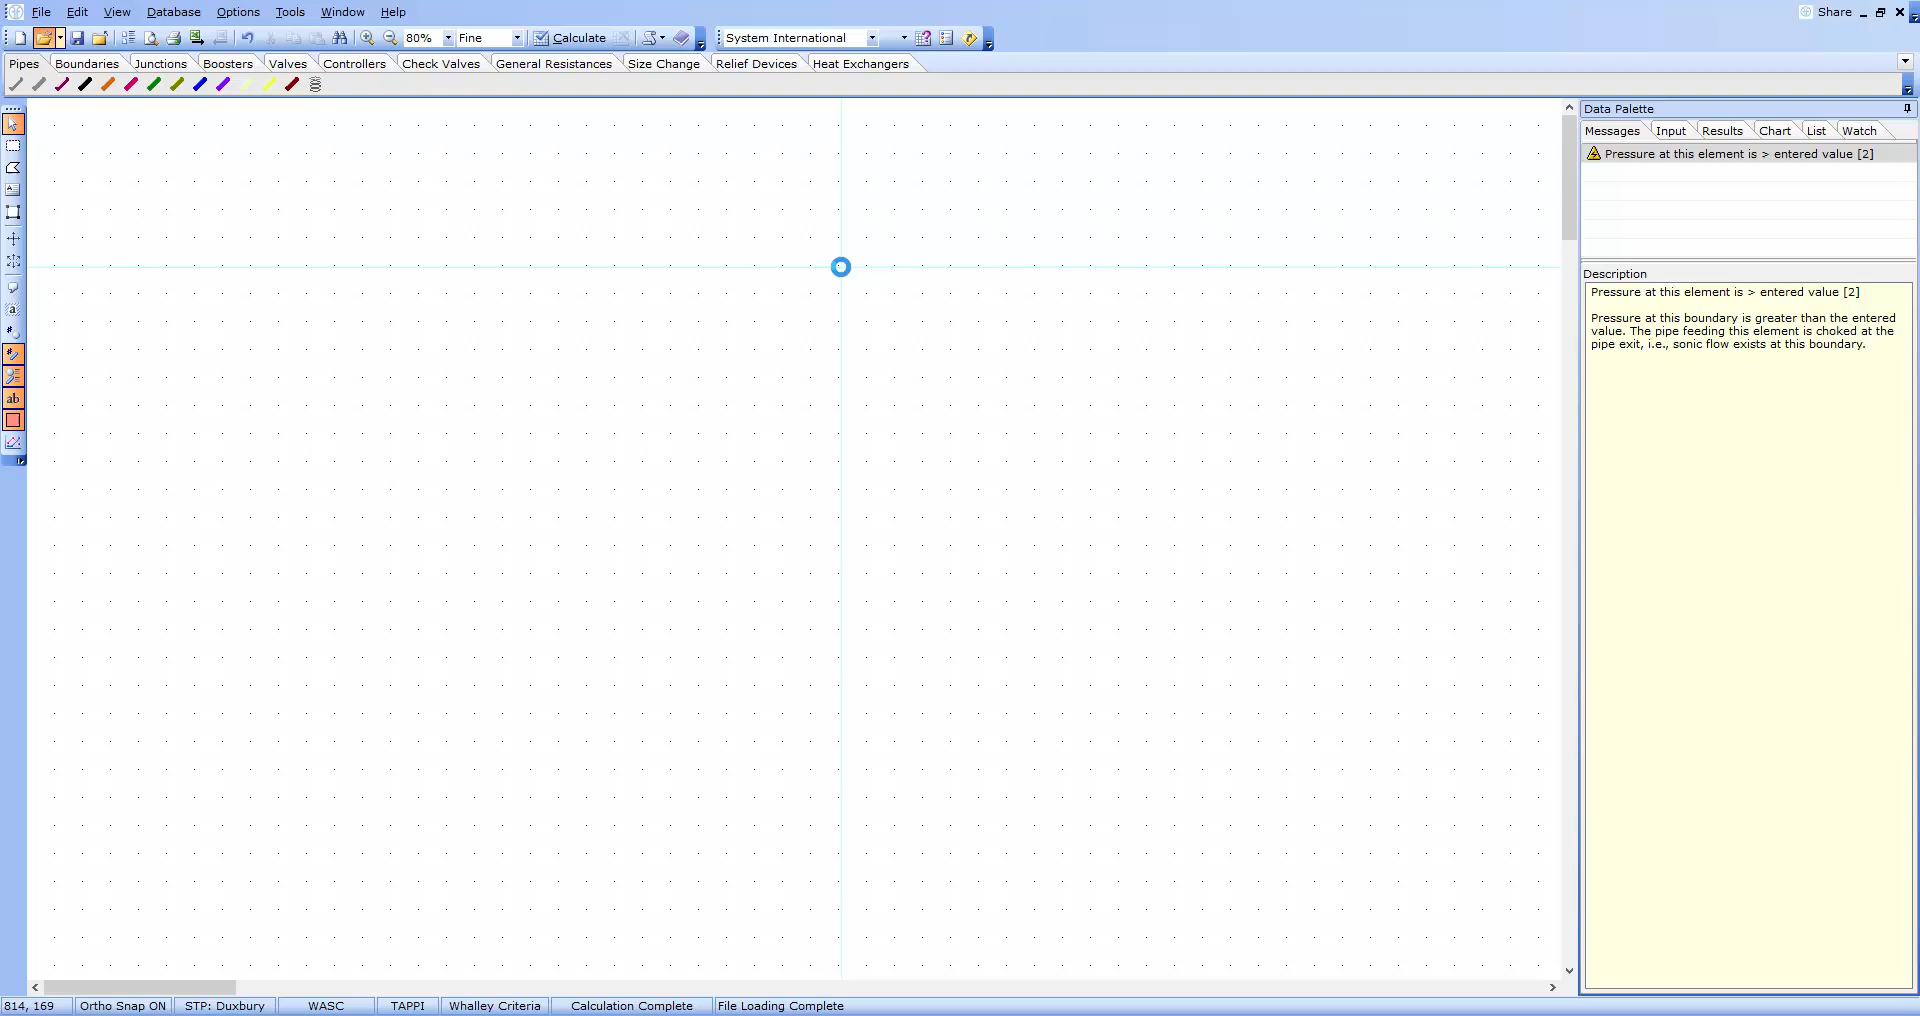 File Edit View Database Options Tools Window Help Share
80% Fine Calculate System International
Pipes Boundaries Junctions Boosters Valves Controllers Check Valves General Resistances Size Change Relief Devices Heat Exchangers
Data Palette
Messages Input Results Chart List Watch
Pressure at this element is > entered value [2]
Description
Pressure at this element is > entered value [2]
Pressure at this boundary is greater than the entered
value. The pipe feeding this element is choked at the
pipe exit, i.e., sonic flow exists at this boundary.
a
ab
814, 169 Ortho Snap ON STP: Duxbury WASC TAPPI Whalley Criteria Calculation Complete File Loading Complete